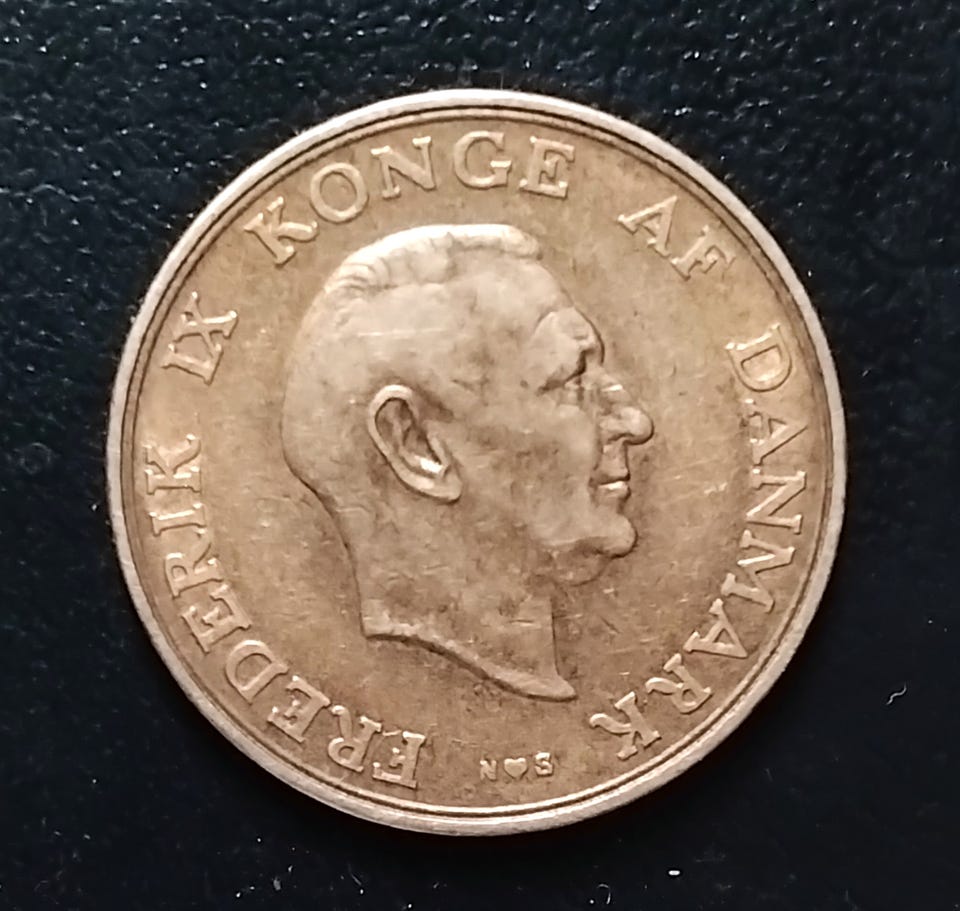 FREDERIK IX KONGE AF DANMARK
N♥S